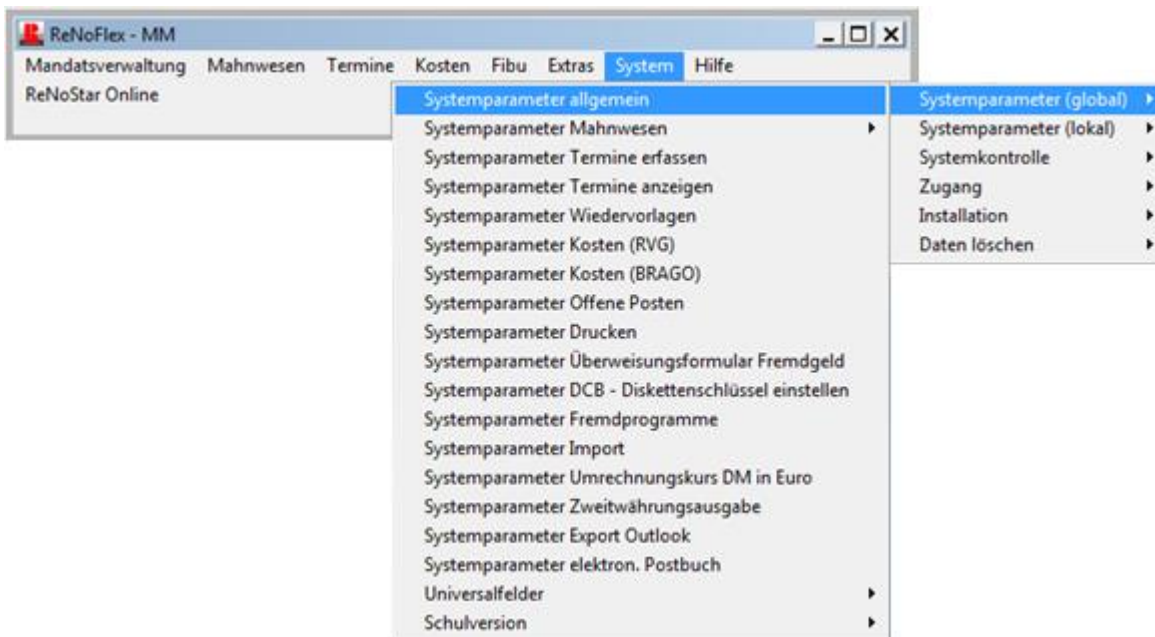 ReNoFlex - MM
Mandatsverwaltung Mahnwesen Termine Kosten Fibu Extras System Hilfe
ReNoStar Online
Systemparameter allgemein
Systemparameter Mahnwesen
Systemparameter Termine erfassen
Systemparameter Termine anzeigen
Systemparameter Wiedervorlagen
Systemparameter Kosten (RVG)
Systemparameter Kosten (BRAGO)
Systemparameter Offene Posten
Systemparameter Drucken
Systemparameter Überweisungsformular Fremdgeld
Systemparameter DCB - Diskettenschlüssel einstellen
Systemparameter Fremdprogramme
Systemparameter Import
Systemparameter Umrechnungskurs DM in Euro
Systemparameter Zweitwährungsausgabe
Systemparameter Export Outlook
Systemparameter elektron. Postbuch
Universalfelder
Schulversion
Systemparameter (global)
Systemparameter (lokal)
Systemkontrolle
Zugang
Installation
Daten löschen